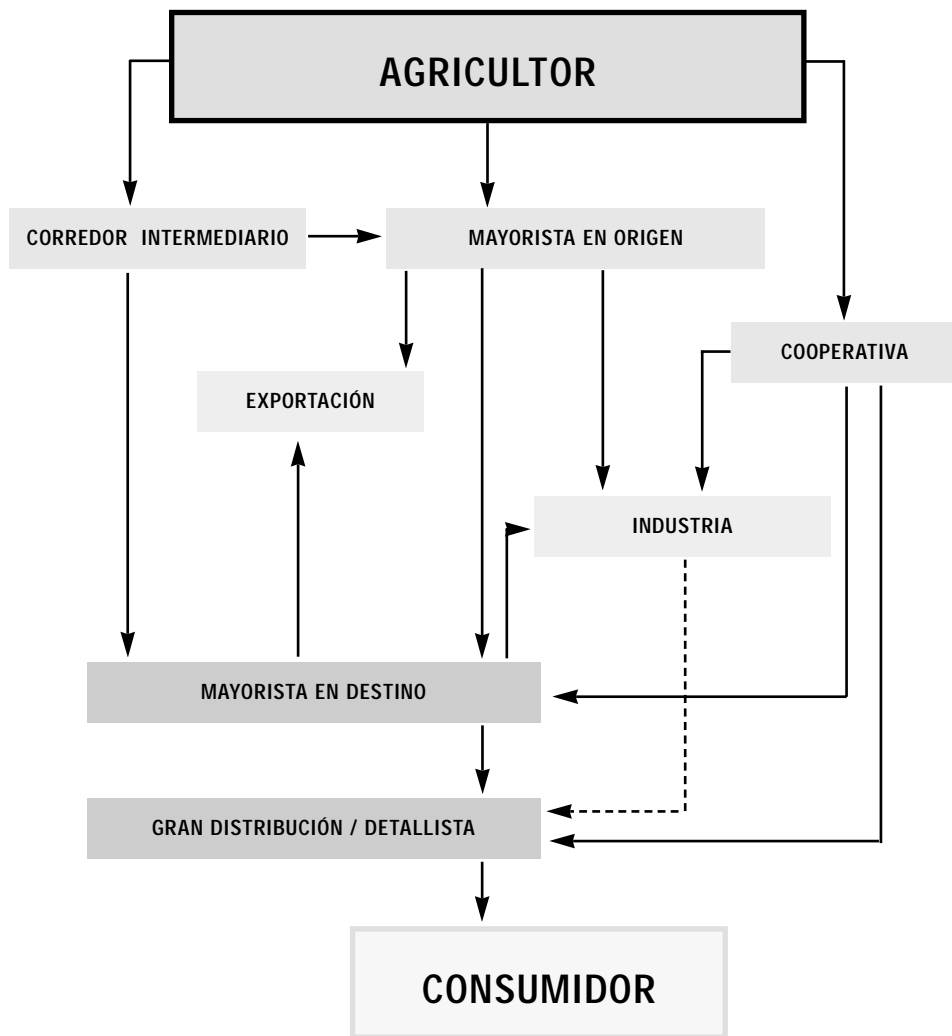 AGRICULTOR
CORREDOR INTERMEDIARIO
MAYORISTA EN ORIGEN
COOPERATIVA
EXPORTACIÓN
INDUSTRIA
MAYORISTA EN DESTINO
GRAN DISTRIBUCIÓN / DETALLISTA
CONSUMIDOR